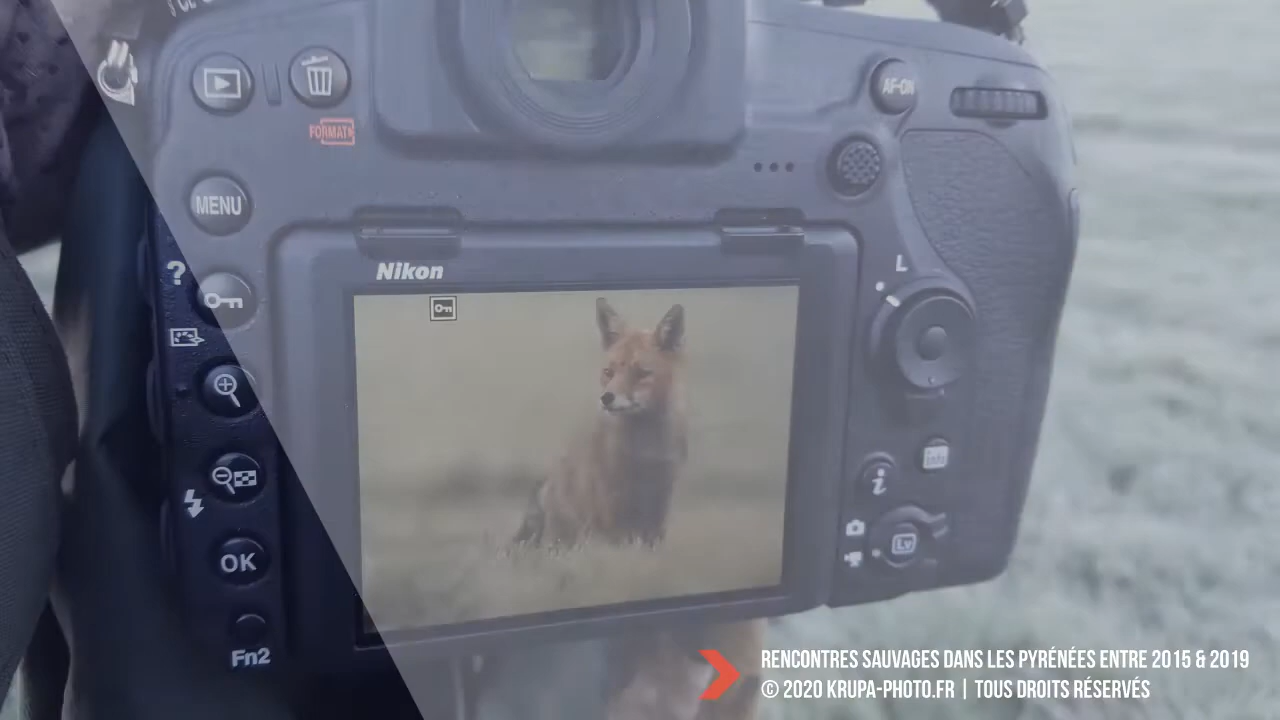 FORMAT
AF-ON
MENU
L
?
Nikon
info
i
Lv
OK
Fn2
RENCONTRES SAUVAGES DANS LES PYRÉNÉES ENTRE 2015 & 2019
© 2020 KRUPA-PHOTO.FR | TOUS DROITS RÉSERVÉS